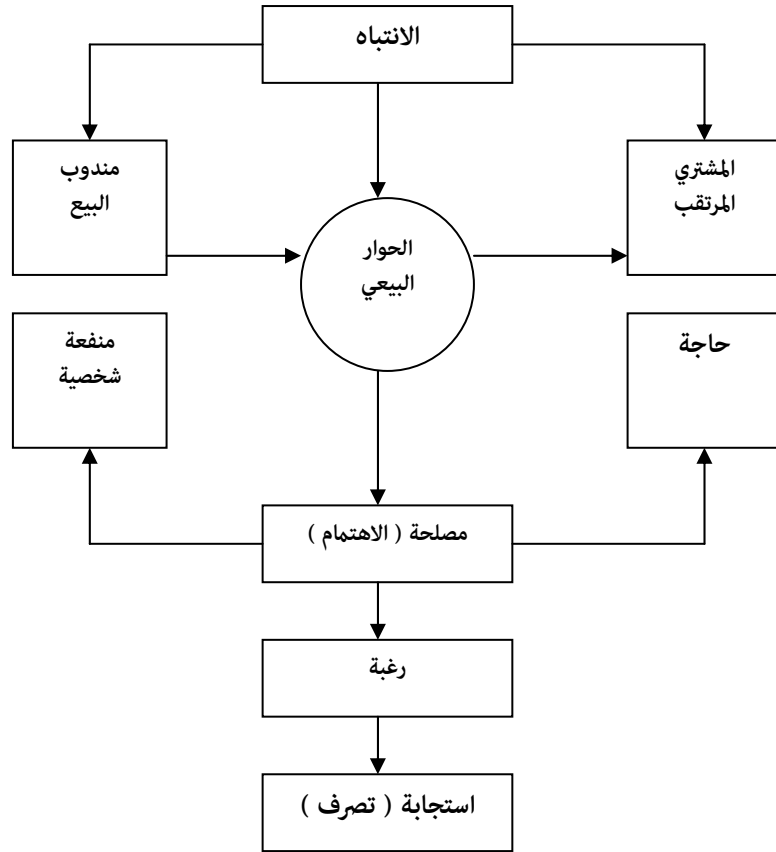 الانتباه
المشتري
المرتقب
الحوار
البيعي
مندوب
البيع
حاجة
منفعة
شخصية
مصلحة ( الاهتمام )
رغبة
استجابة ( تصرف )